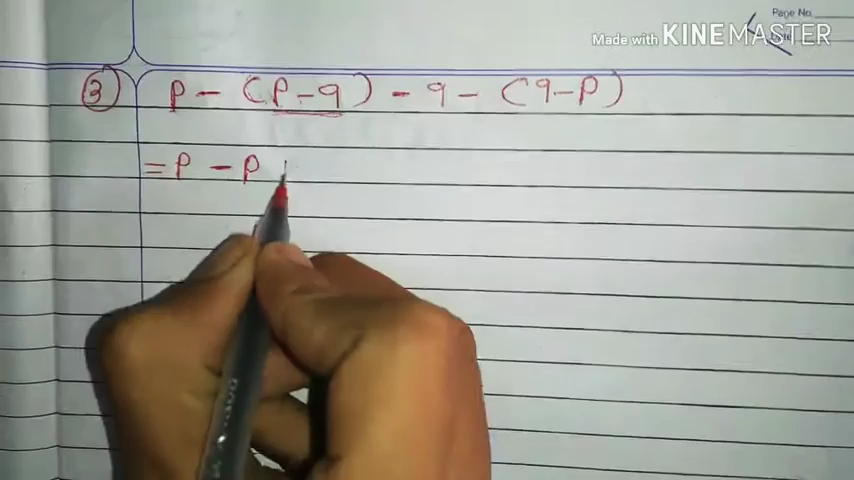 Page No.
Made with KINEMASTER
③ p - (p - q) - q - (q - p)
= p - p